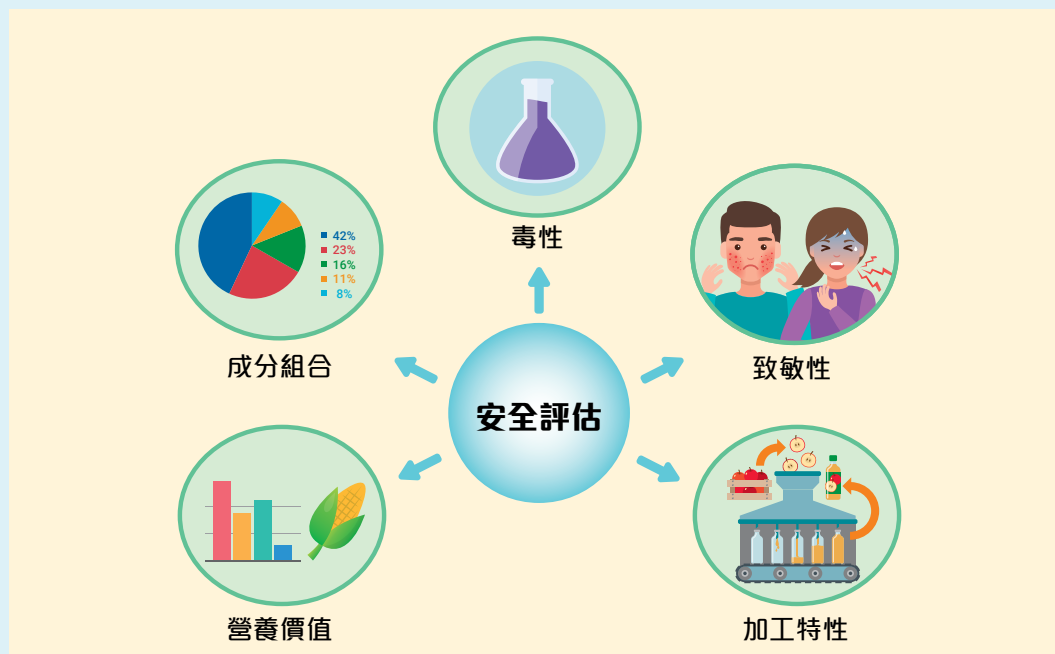 毒性
42%
23%
16%
11%
8%
成分組合
致敏性
安全評估
營養價值
加工特性